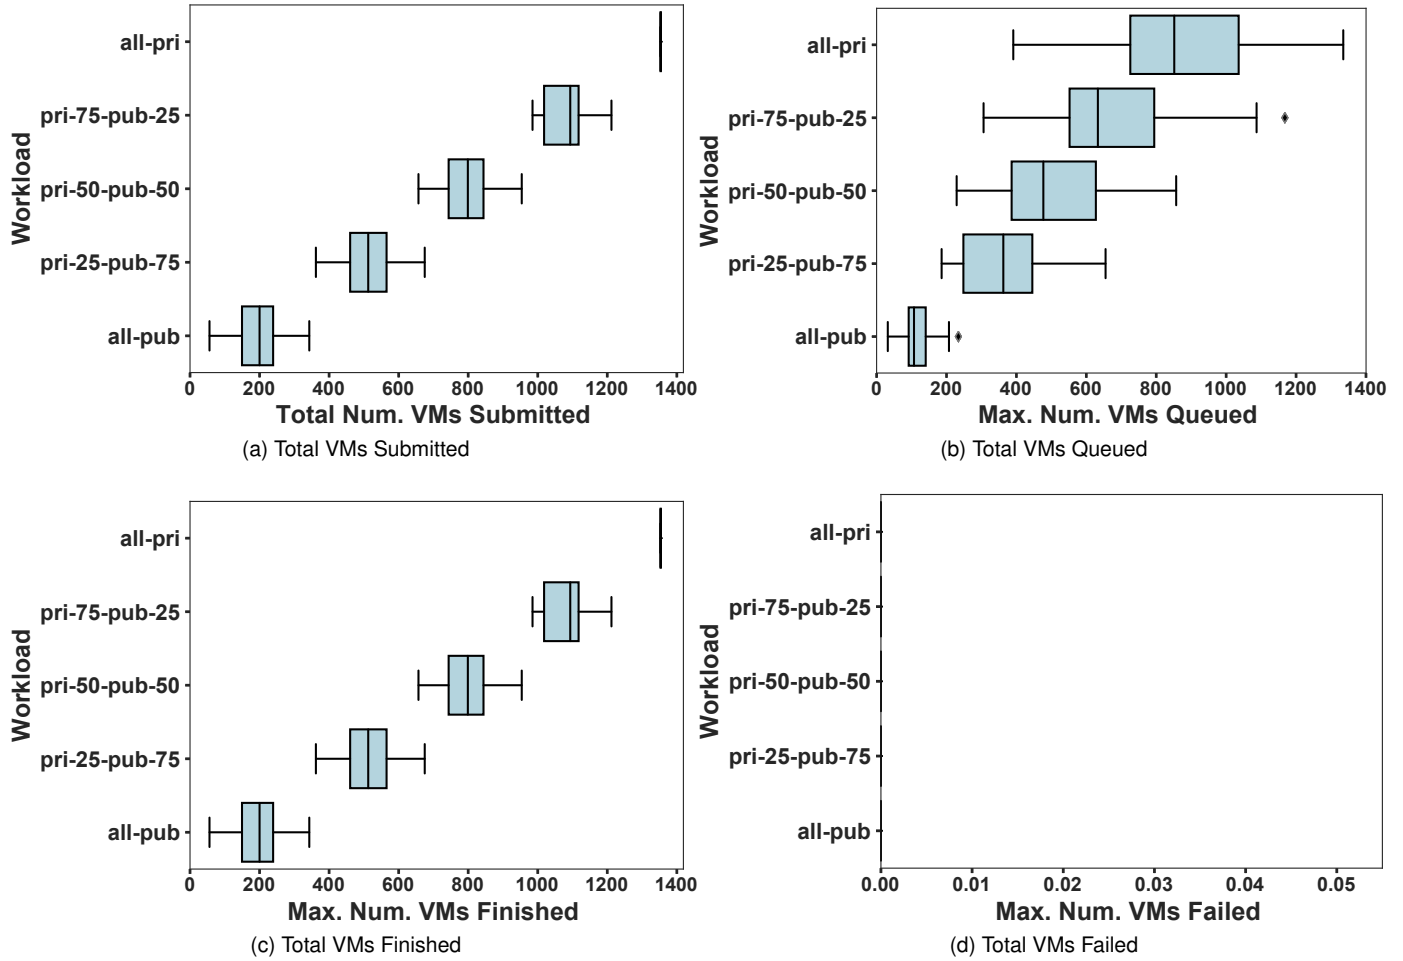 Workload
all-pri
pri-75-pub-25
pri-50-pub-50
pri-25-pub-75
all-pub
0 200 400 600 800 1000 1200 1400
Total Num. VMs Submitted
(a) Total VMs Submitted
Workload
all-pri
pri-75-pub-25
pri-50-pub-50
pri-25-pub-75
all-pub
0 200 400 600 800 1000 1200 1400
Max. Num. VMs Queued
(b) Total VMs Queued
Workload
all-pri
pri-75-pub-25
pri-50-pub-50
pri-25-pub-75
all-pub
0 200 400 600 800 1000 1200 1400
Max. Num. VMs Finished
(c) Total VMs Finished
Workload
all-pri
pri-75-pub-25
pri-50-pub-50
pri-25-pub-75
all-pub
0.00 0.01 0.02 0.03 0.04 0.05
Max. Num. VMs Failed
(d) Total VMs Failed